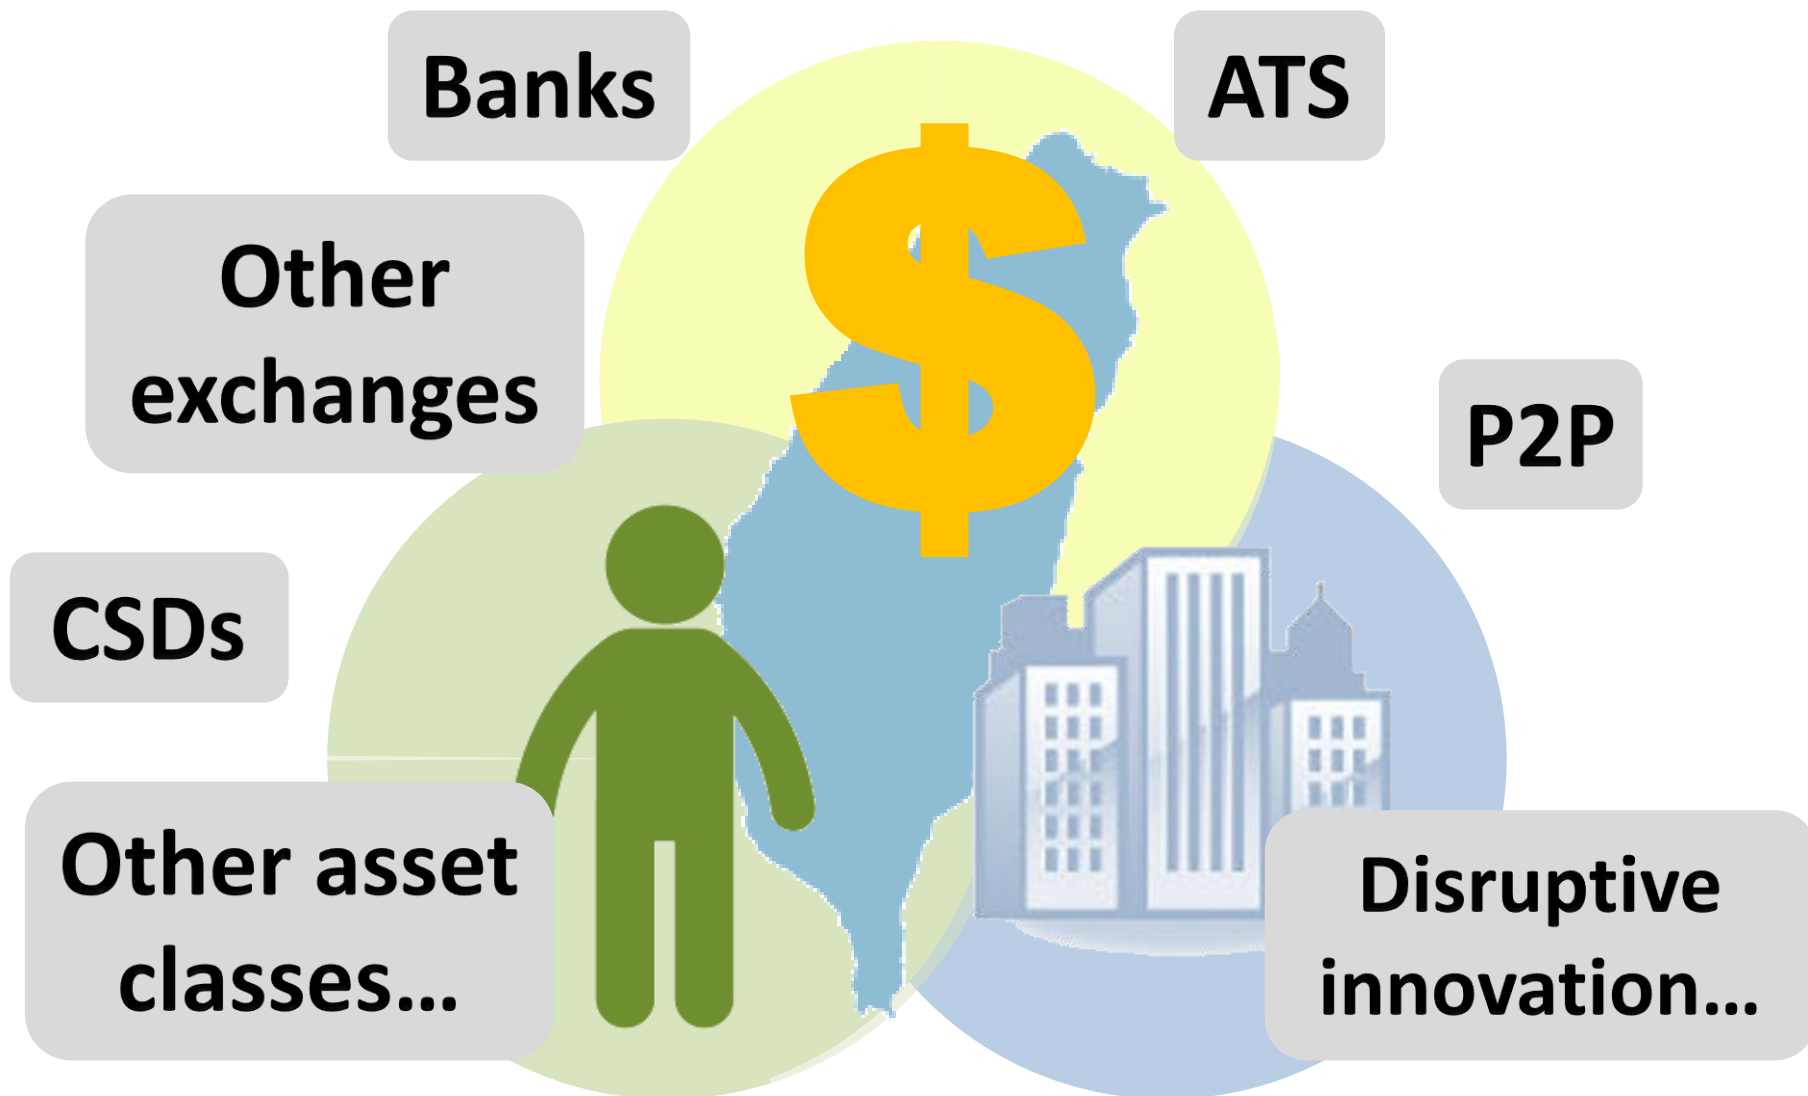 Banks
ATS
Other
exchanges
P2P
CSDs
Other asset
classes...
Disruptive
innovation...
$